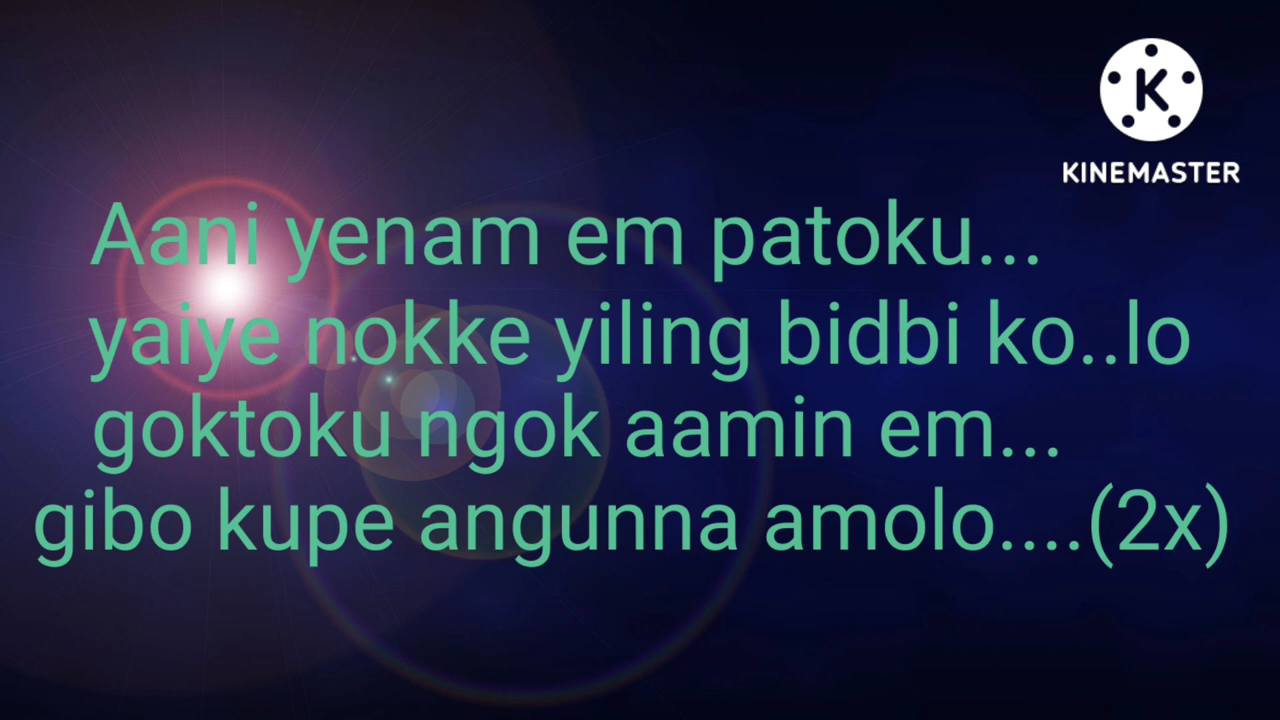 KINEMASTER
Aani yenam em patoku...
yaiye nokke yiling bidbi ko..lo
goktoku ngok aamin em...
gibo kupe angunna amolo....(2x)